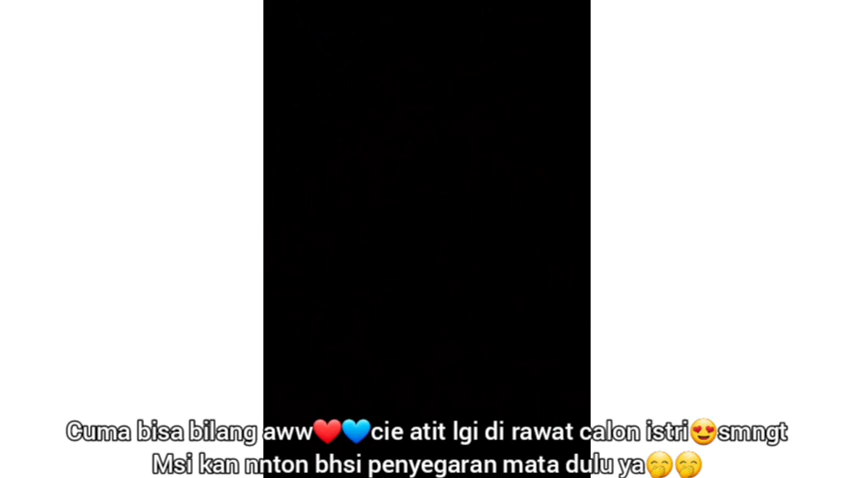 Cuma bisa bilang aww❤️💙cie atit lgi di rawat calon istri😍smngt
Msi kan nnton bhsi penyegaran mata dulu ya🤭🤭